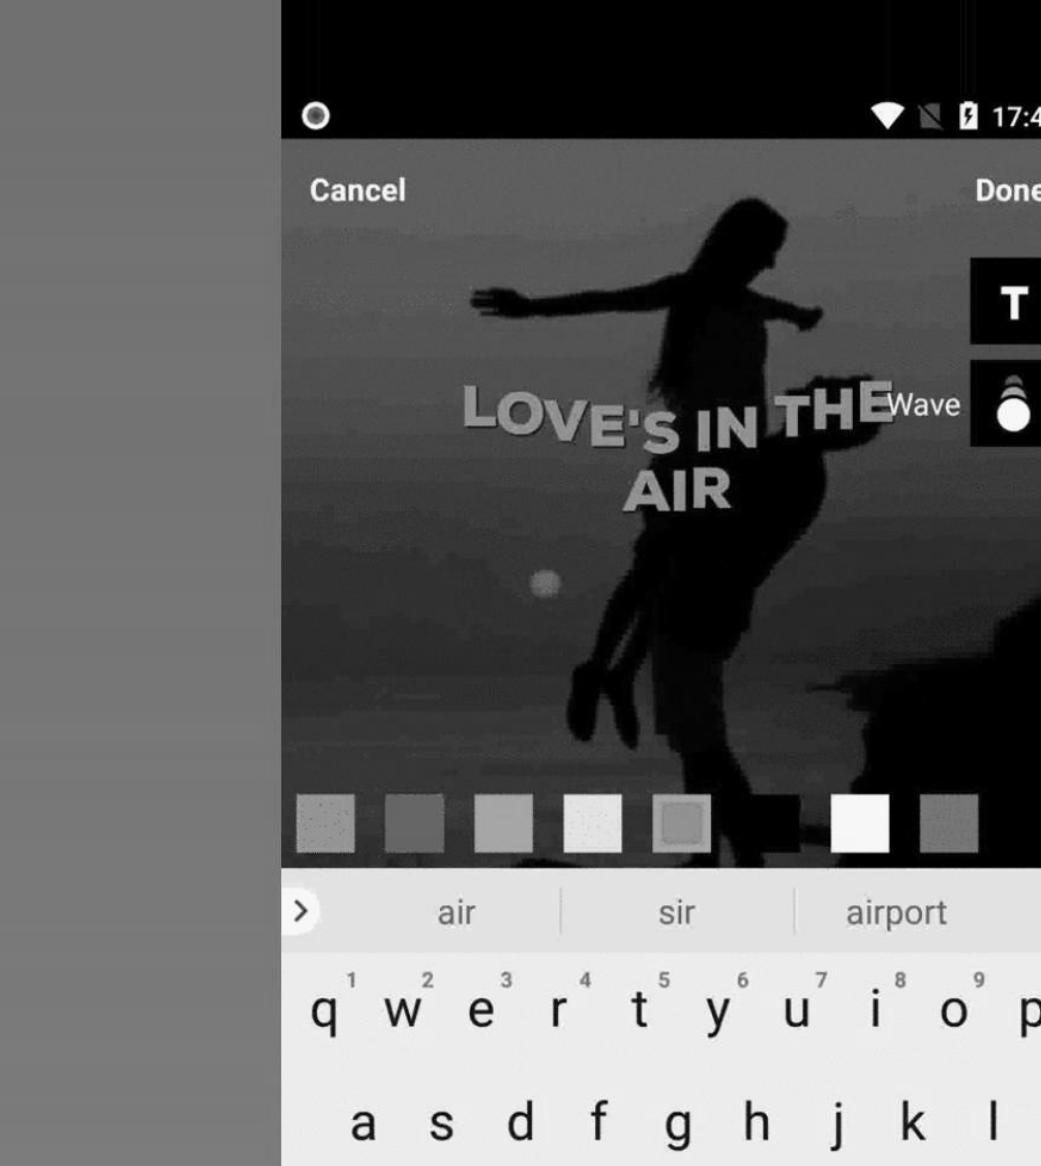 17:4
Cancel
Done
T
LOVE'S IN THE
AIR
Wave
air sir airport
1 2 3 4 5 6 7 8 9
q w e r t y u i o p
a s d f g h j k l